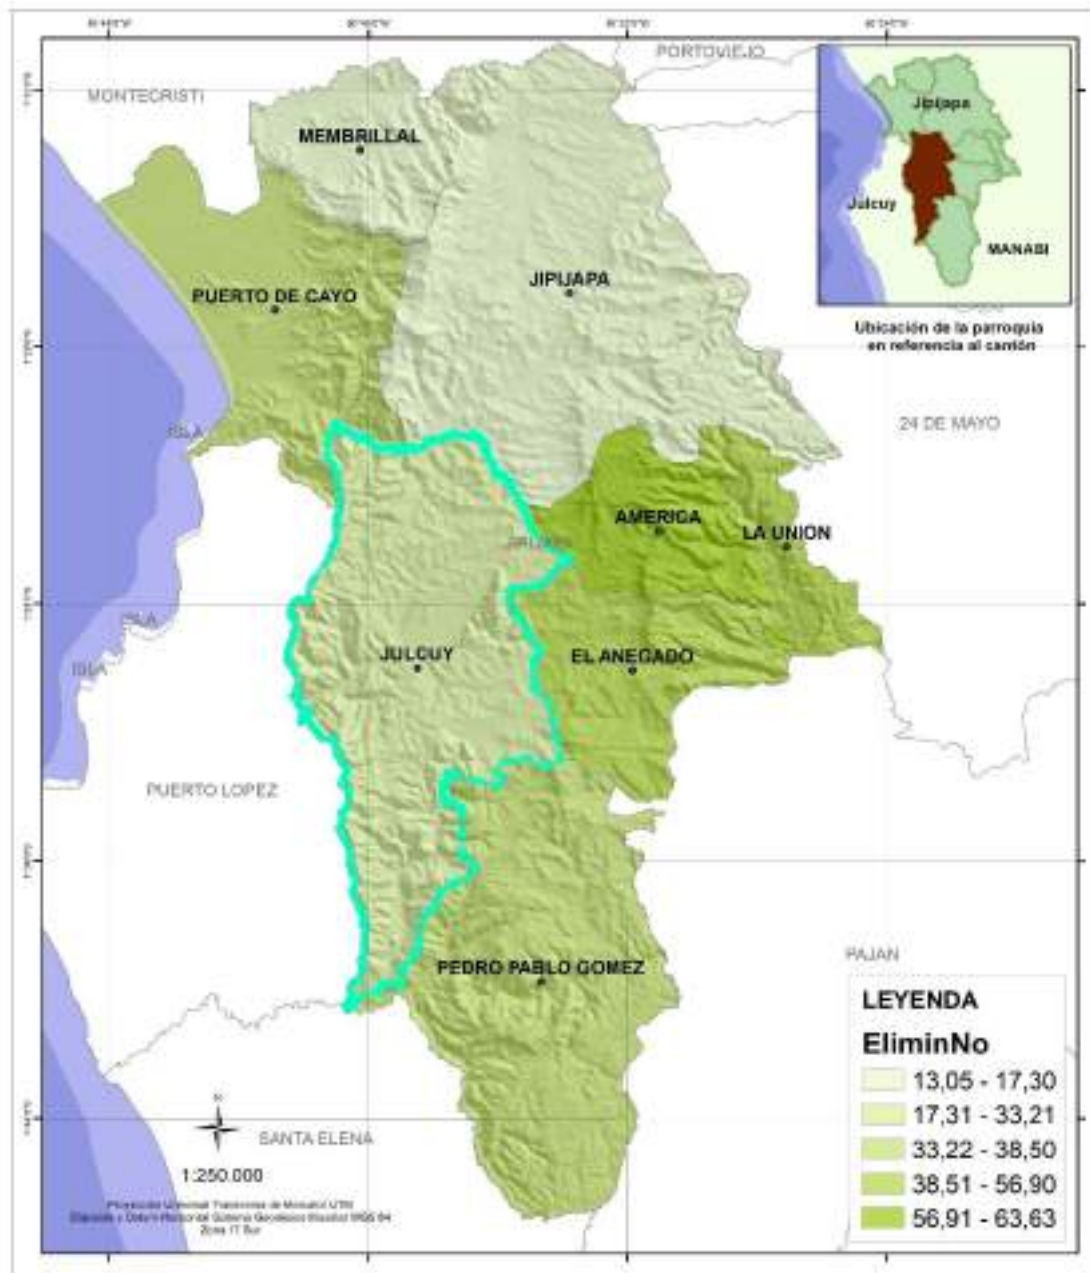 PORTOVIEJO
MONTECRISTI
MEMBRILLAL
Jipijapa
Julcuy
MANABI
JIPIJAPA
PUERTO DE CAYO
Ubicación de la parroquia
en referencia al cantón
24 DE MAYO
ISLA
AMERICA
LA UNION
ISLA
JULCUY
EL ANEGADO
ISLA
PUERTO LOPEZ
PAJAN
PEDRO PABLO GOMEZ
LEYENDA
EliminNo
13,05 - 17,30
17,31 - 33,21
33,22 - 38,50
38,51 - 56,90
56,91 - 63,63
N
SANTA ELENA
1:250.000
Zona 17 Sur